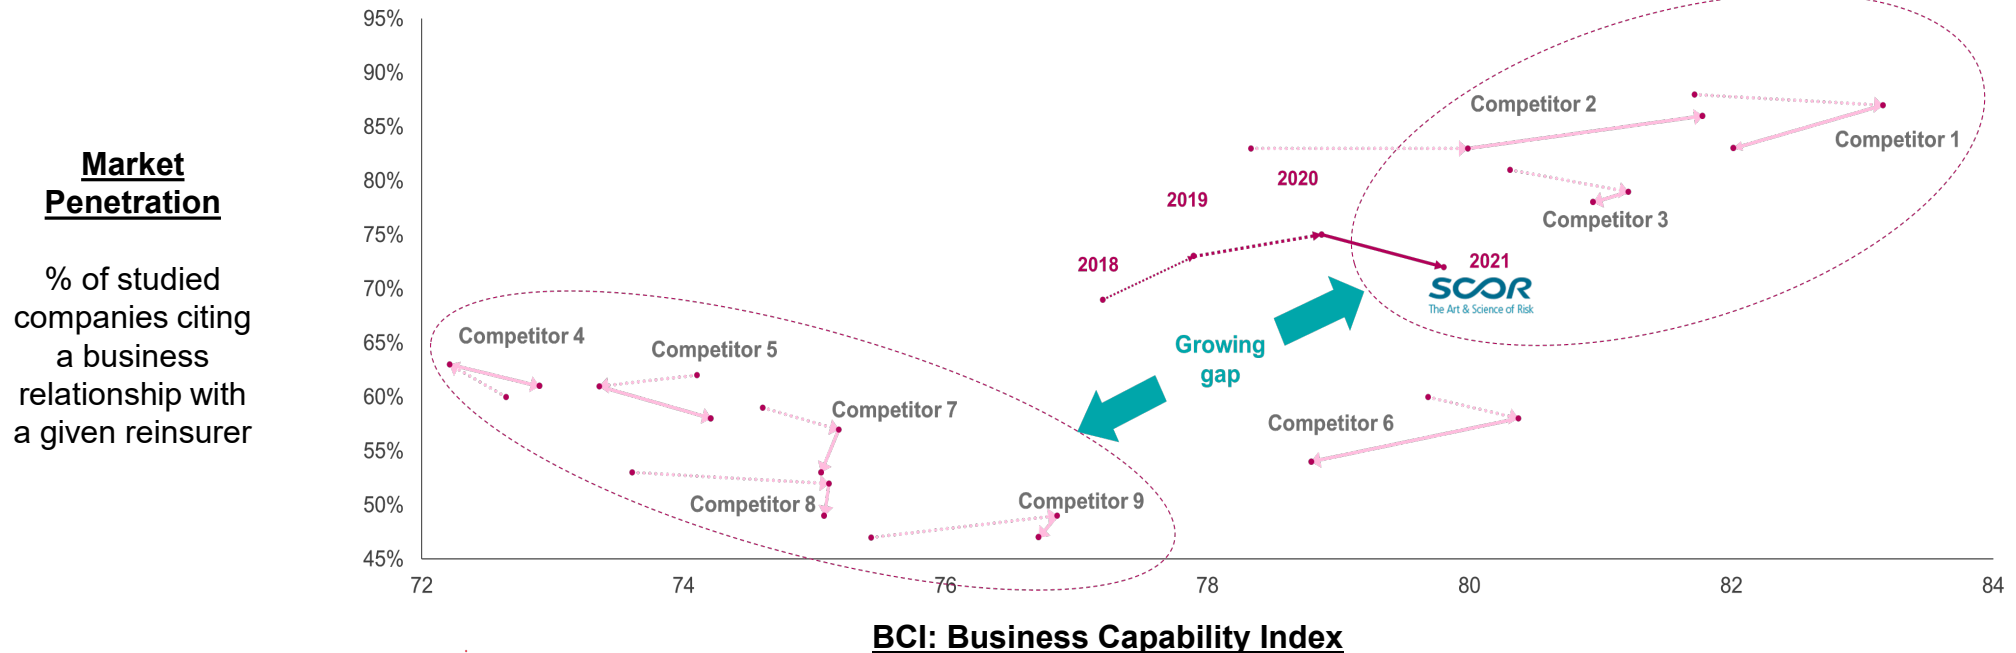 Market
Penetration
% of studied
companies citing
a business
relationship with
a given reinsurer
95%
90%
85%
80%
75%
70%
65%
60%
55%
50%
45%
Competitor 2
Competitor 1
2020
2019
Competitor 3
2018
2021
SCOR
The Art & Science of Risk
Growing
gap
Competitor 4
Competitor 5
Competitor 7
Competitor 6
Competitor 8
Competitor 9
72
74
76
78
80
82
84
BCI: Business Capability Index